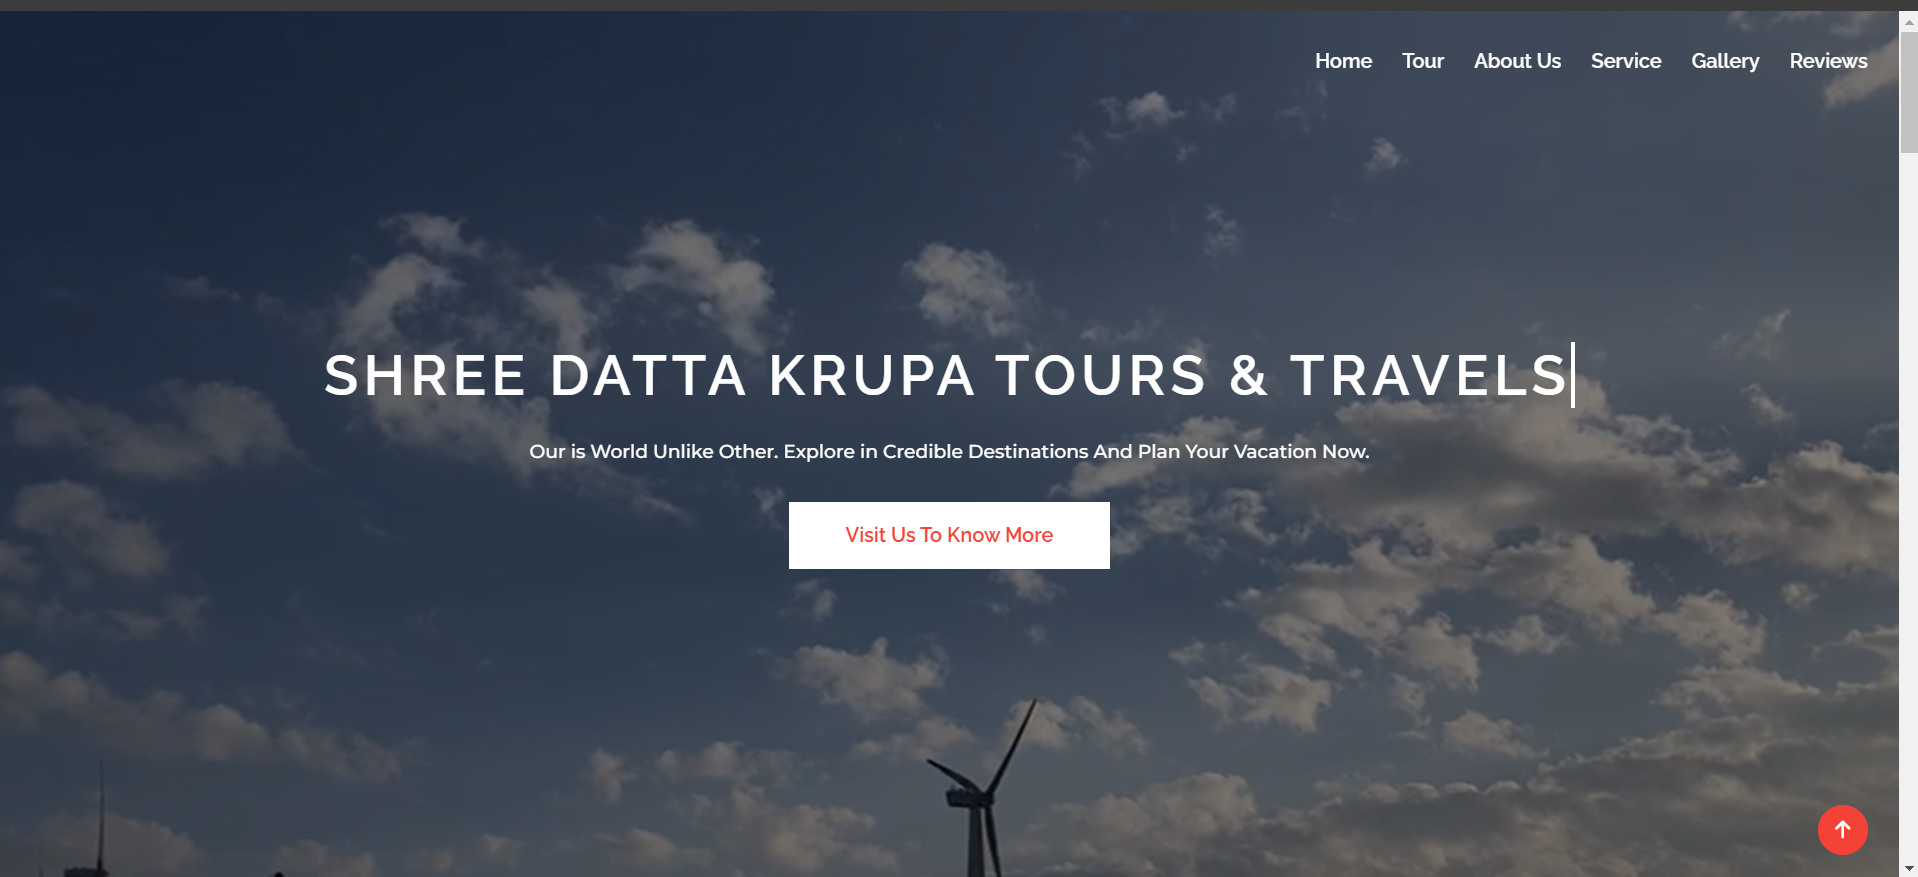 Home Tour About Us Service Gallery Reviews
SHREE DATTA KRUPA TOURS & TRAVELS
Our is World Unlike Other. Explore in Credible Destinations And Plan Your Vacation Now.
Visit Us To Know More